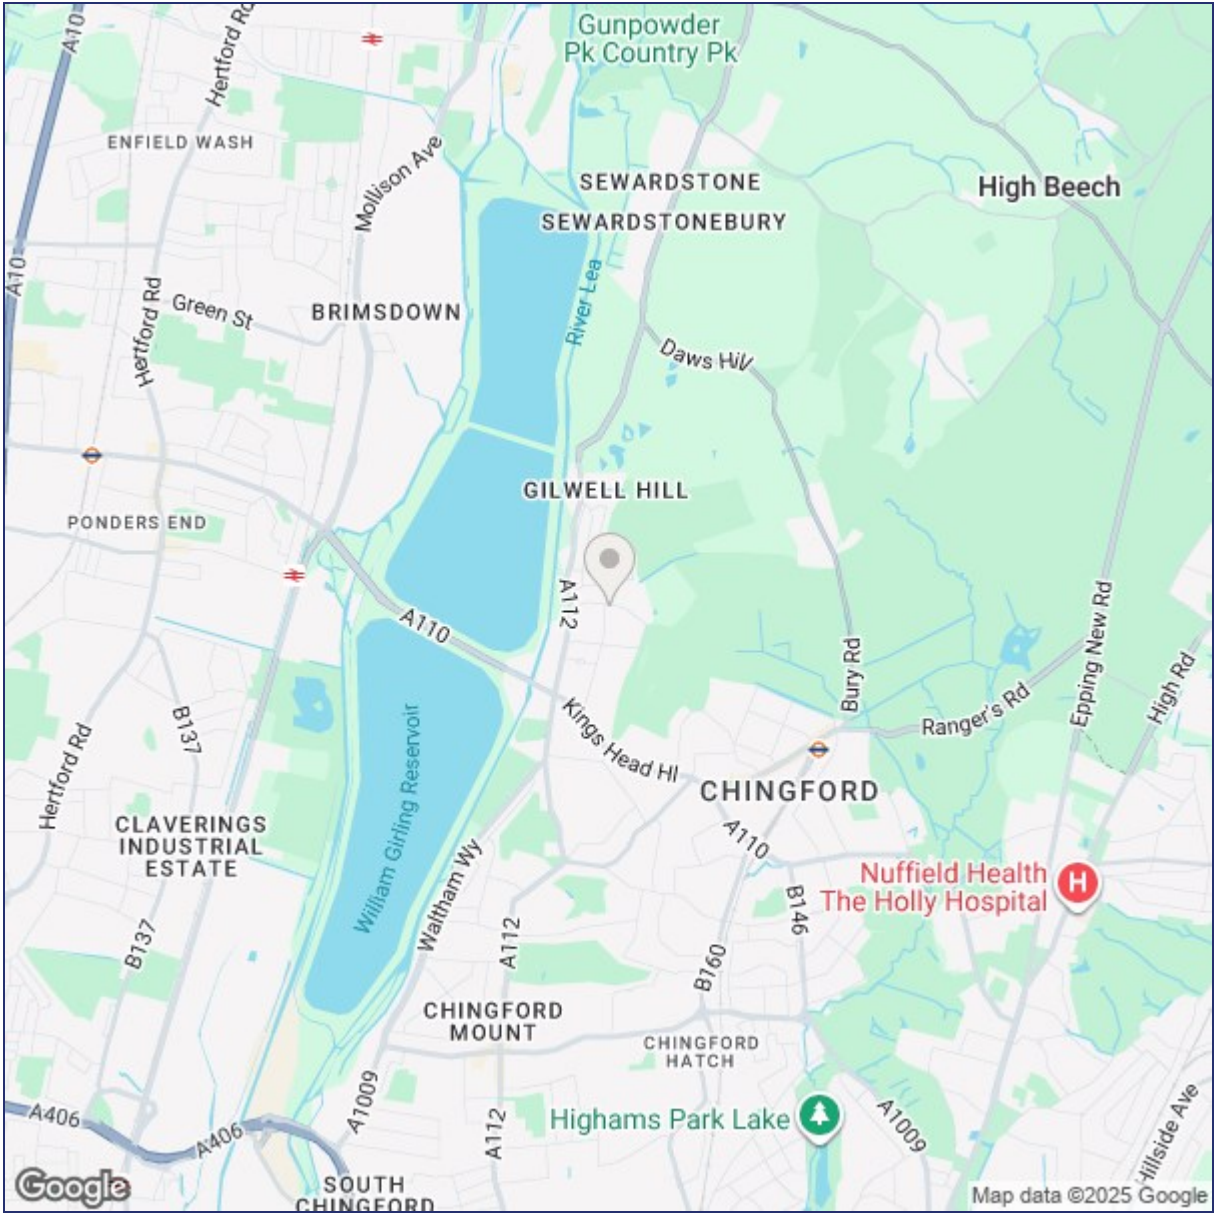 A10
Hertford Rd
Gunpowder
Pk Country Pk
ENFIELD WASH
Mollison Ave
SEWARDSTONE
High Beech
SEWARDSTONEBURY
A10
Hertford Rd
Green St
BRIMSDOWN
River Lea
Daws Hill
GILWELL HILL
PONDERS END
A112
A110
Bury Rd
Epping New Rd
High Rd
Ranger's Rd
B137
Hertford Rd
William Girling Reservoir
Kings Head Hl
CHINGFORD
CLAVERINGS
INDUSTRIAL
ESTATE
A110
Waltham Wy
Nuffield Health
The Holly Hospital
H
B146
B137
A112
B160
CHINGFORD
MOUNT
CHINGFORD
HATCH
A1009
A406
A406
A112
Highams Park Lake
A1009
Hillside Ave
SOUTH
CHINGFORD
Google
Map data ©2025 Google